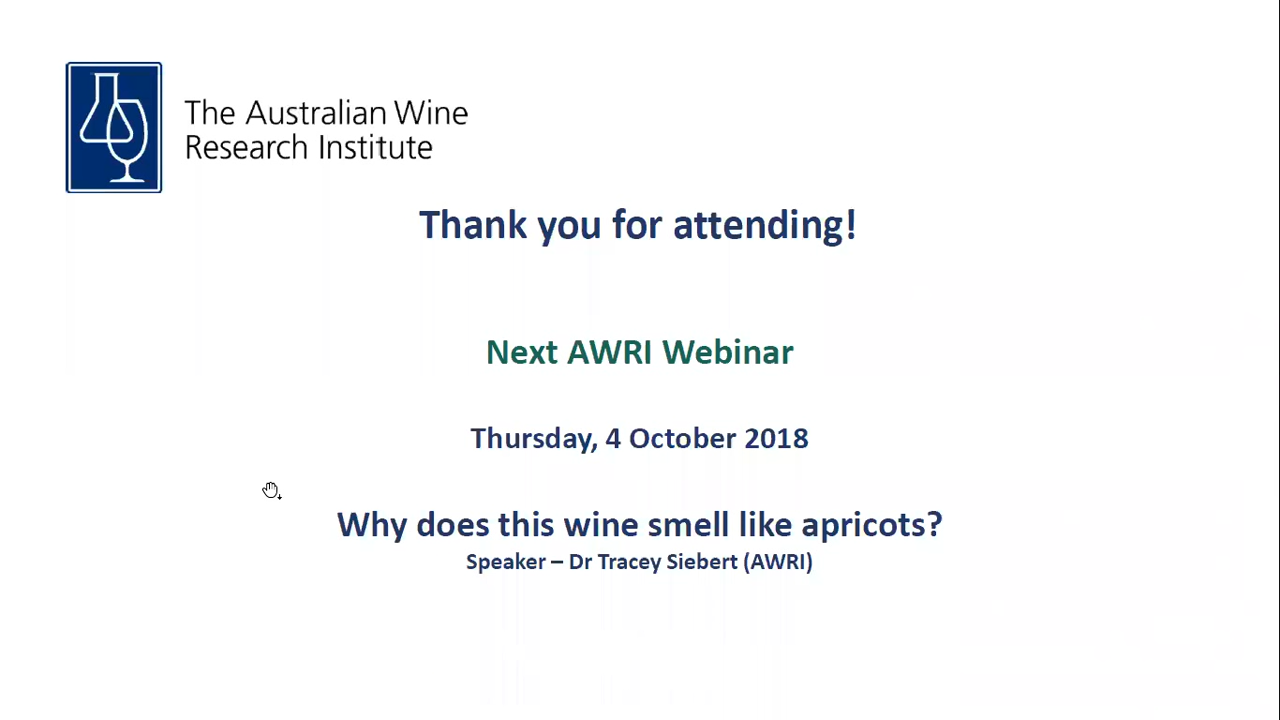 The Australian Wine
Research Institute
Thank you for attending!
Next AWRI Webinar
Thursday, 4 October 2018
Why does this wine smell like apricots?
Speaker – Dr Tracey Siebert (AWRI)